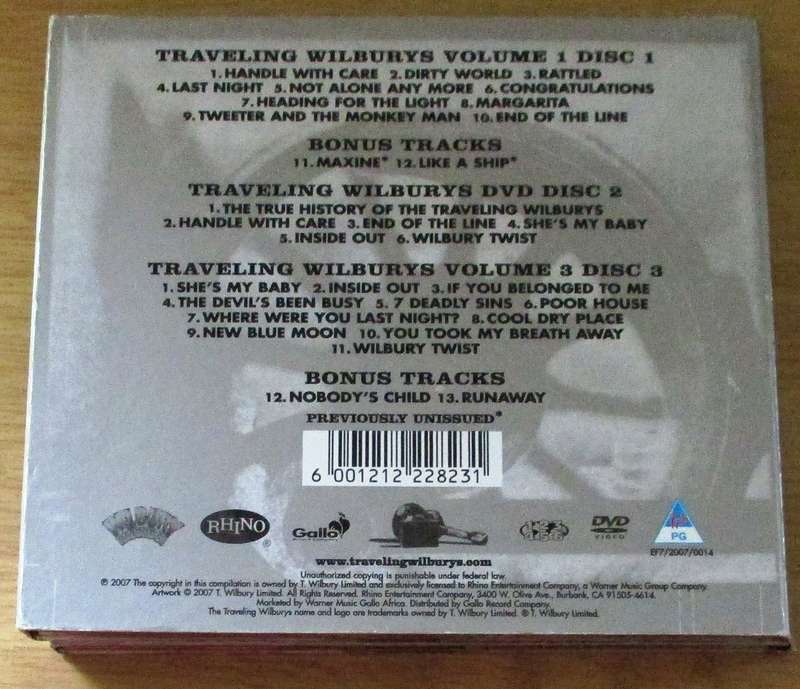 TRAVELING WILBURYS VOLUME 1 DISC 1
1. HANDLE WITH CARE 2. DIRTY WORLD 3. RATTLED
4. LAST NIGHT 5. NOT ALONE ANY MORE 6. CONGRATULATIONS
7. HEADING FOR THE LIGHT 8. MARGARITA
9. TWEETER AND THE MONKEY MAN 10. END OF THE LINE
BONUS TRACKS
11. MAXINE* 12. LIKE A SHIP*
TRAVELING WILBURYS DVD DISC 2
1. THE TRUE HISTORY OF THE TRAVELING WILBURYS
2. HANDLE WITH CARE 3. END OF THE LINE 4. SHE'S MY BABY
5. INSIDE OUT 6. WILBURY TWIST
TRAVELING WILBURYS VOLUME 3 DISC 3
1. SHE'S MY BABY 2. INSIDE OUT 3. IF YOU BELONGED TO ME
4. THE DEVIL'S BEEN BUSY 5. 7 DEADLY SINS 6. POOR HOUSE
7. WHERE WERE YOU LAST NIGHT? 8. COOL DRY PLACE
9. NEW BLUE MOON 10. YOU TOOK MY BREATH AWAY
11. WILBURY TWIST
BONUS TRACKS
12. NOBODY'S CHILD 13. RUNAWAY
PREVIOUSLY UNISSUED*
6 001212 228231
WILBURY RHINO ® Gallo DVD VIDEO PG
EF7/2007/0014
www.travelingwilburys.com
Unauthorized copying is punishable under federal law.
℗ 2007 The copyright in this compilation is owned by T. Wilbury Limited and exclusively licensed to Rhino Entertainment Company, a Warner Music Group Company.
Artwork © 2007 T. Wilbury Limited. All Rights Reserved. Rhino Entertainment Company, 3400 W. Olive Ave., Burbank, CA 91505-4614.
Marketed by Warner Music Gallo Africa. Distributed by Gallo Record Company.
The Traveling Wilburys name and logo are trademarks owned by T. Wilbury Limited. ® T. Wilbury Limited.